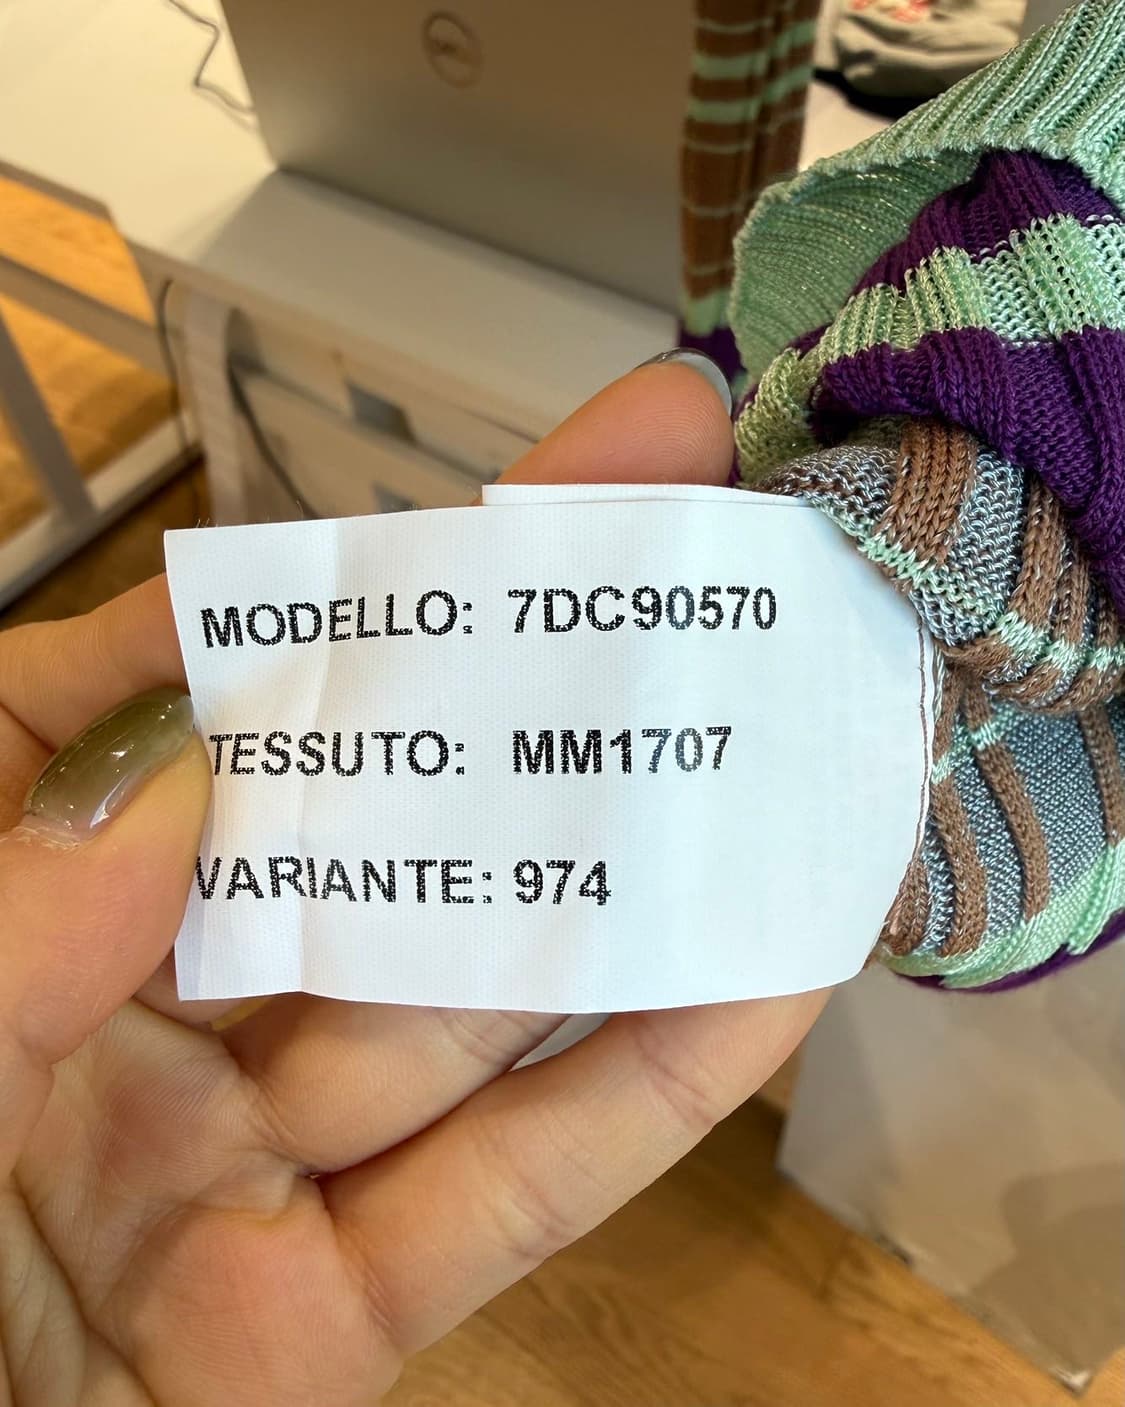 MODELLO: 7DC90570
TESSUTO: MM1707
VARIANTE: 974